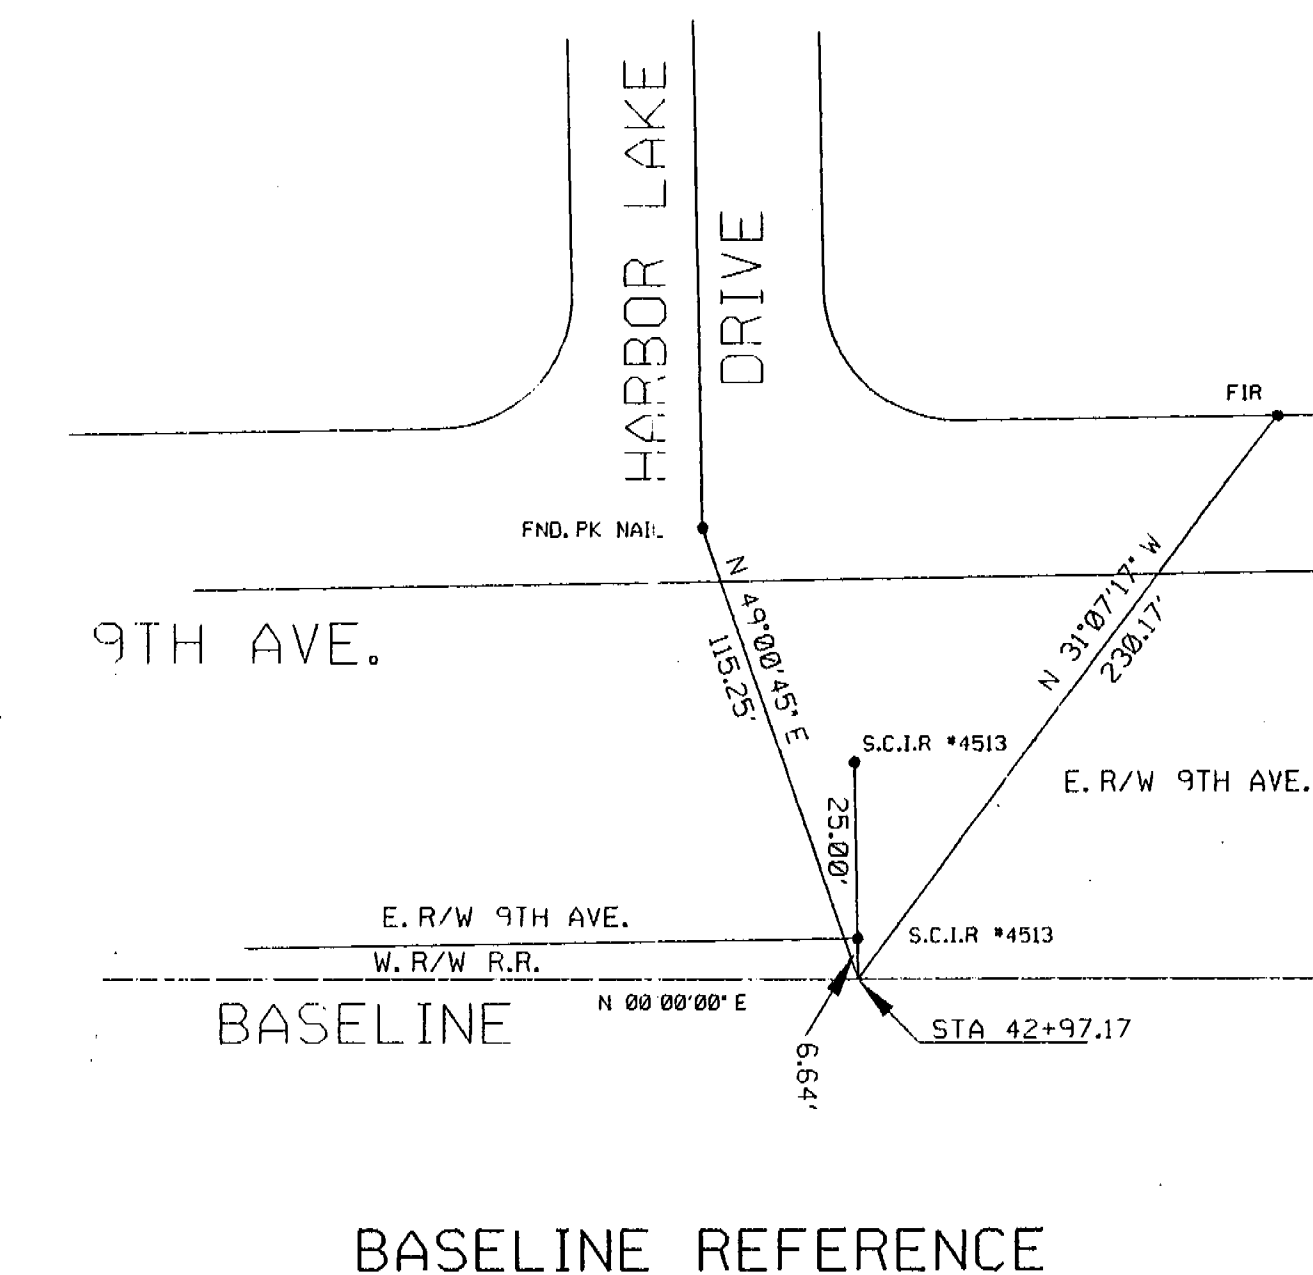 HARBOR LAKE
DRIVE
FIR
FND. PK NAIL
N 49°00'45" E
115.25'
N 31°07'17" W
230.17'
9TH AVE.
S.C.I.R #4513
25.00'
E. R/W 9TH AVE.
E. R/W 9TH AVE.
S.C.I.R #4513
W. R/W R.R.
N 00 00'00" E
BASELINE
STA 42+97.17
6.64'
BASELINE REFERENCE